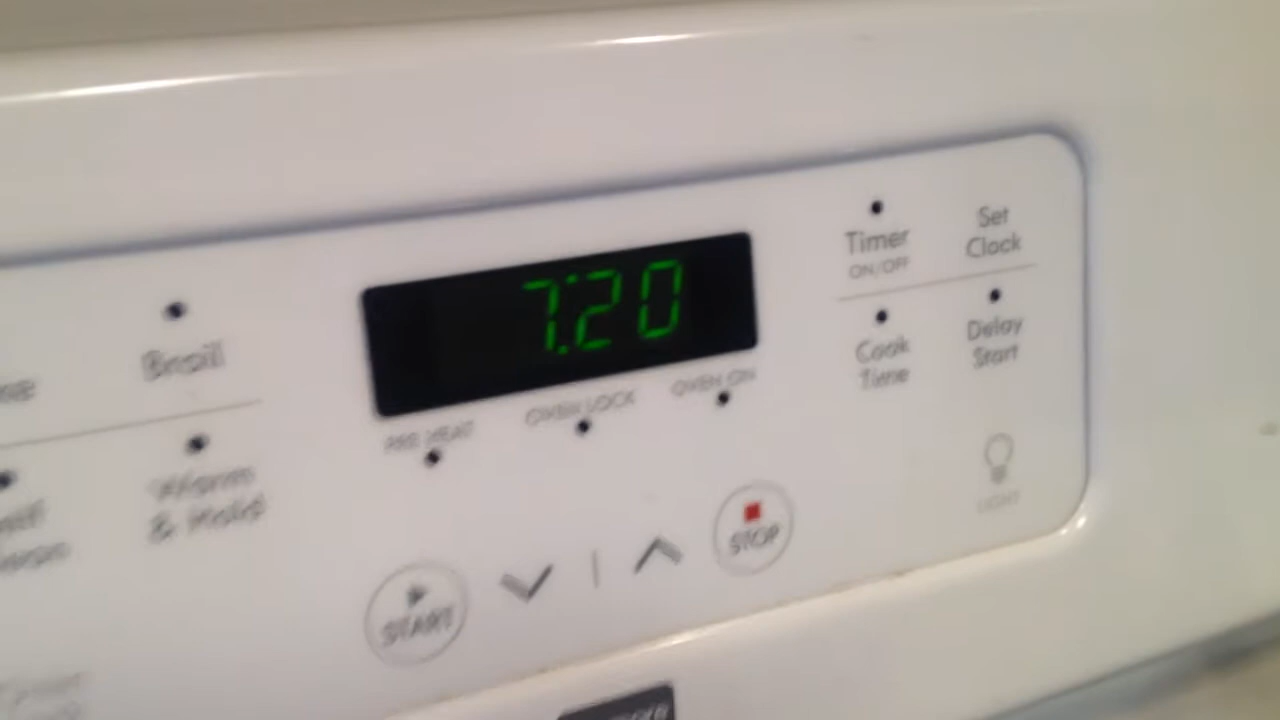 Broil
Warm
& Hold
7:20
PRE HEAT
OVEN LOCK
OVEN ON
START
STOP
Timer
ON/OFF
Set
Clock
Cook
Time
Delay
Start
LIGHT